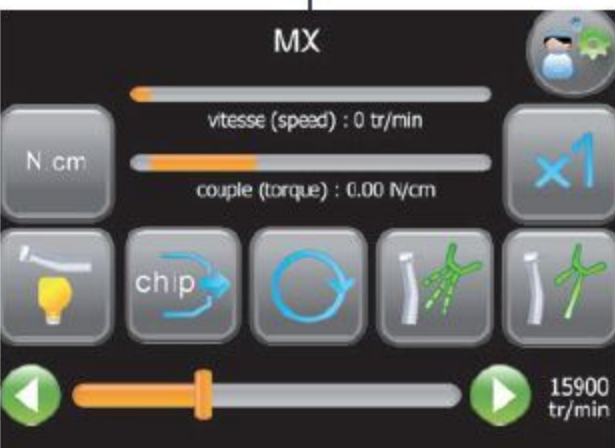 MX
vitesse (speed) : 0 tr/min
N.cm
couple (torque) : 0.00 N/cm
x1
chip
15900
tr/min